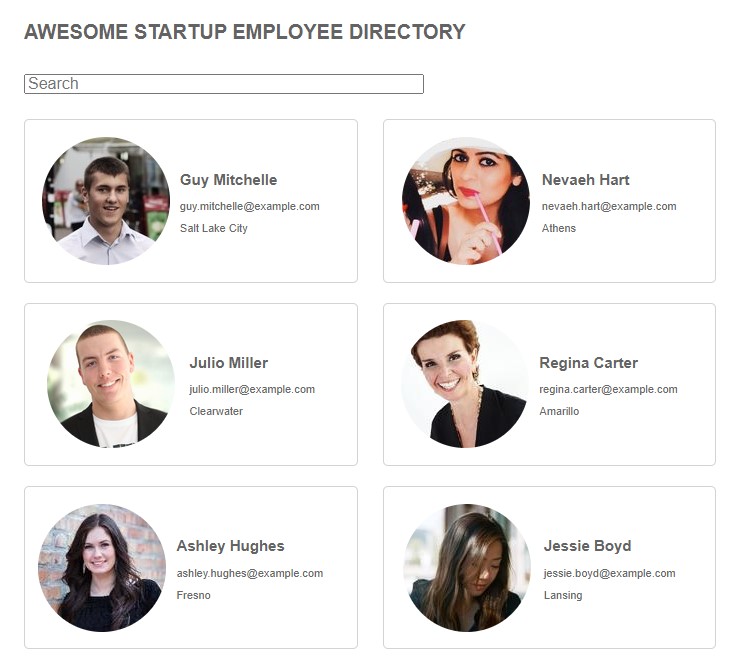 AWESOME STARTUP EMPLOYEE DIRECTORY
Search
Guy Mitchelle
guy.mitchelle@example.com
Salt Lake City
Nevaeh Hart
nevaeh.hart@example.com
Athens
Julio Miller
julio.miller@example.com
Clearwater
Regina Carter
regina.carter@example.com
Amarillo
Ashley Hughes
ashley.hughes@example.com
Fresno
Jessie Boyd
jessie.boyd@example.com
Lansing